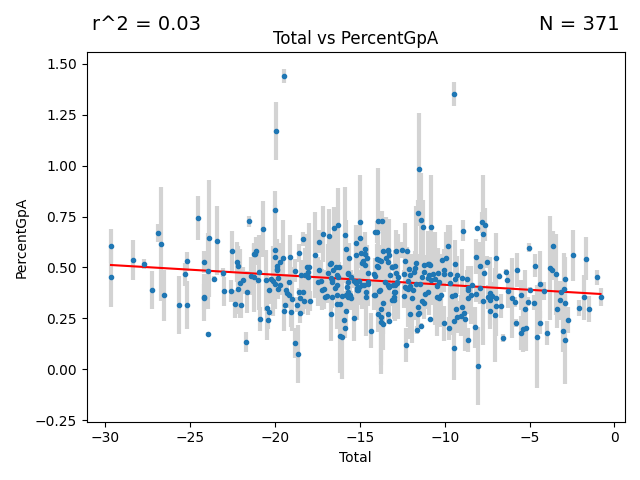 r^2 = 0.03
N = 371
Total vs PercentGpA
1.50
1.25
1.00
0.75
0.50
0.25
0.00
−0.25
PercentGpA
−30 −25 −20 −15 −10 −5 0
Total